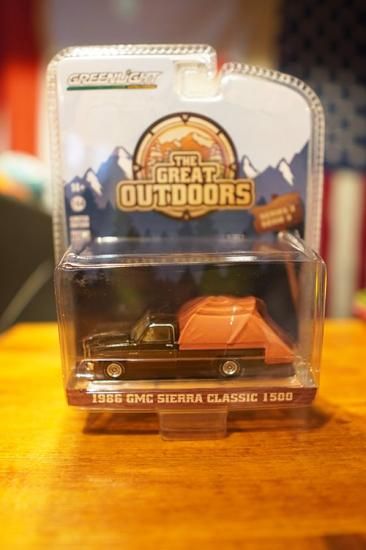 GREENLIGHT
THE
GREAT
OUTDOORS
1986 GMC SIERRA CLASSIC 1500